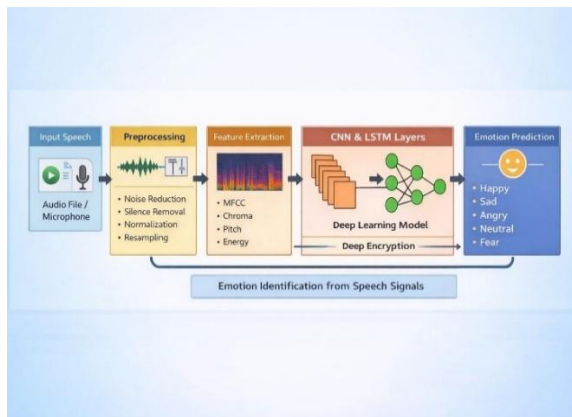 Input Speech
Audio File /
Microphone
Preprocessing
• Noise Reduction
• Silence Removal
• Normalization
• Resampling
Feature Extraction
• MFCC
• Chroma
• Pitch
• Energy
CNN & LSTM Layers
Deep Learning Model
Deep Encryption
Emotion Prediction
• Happy
• Sad
• Angry
• Neutral
• Fear
Emotion Identification from Speech Signals